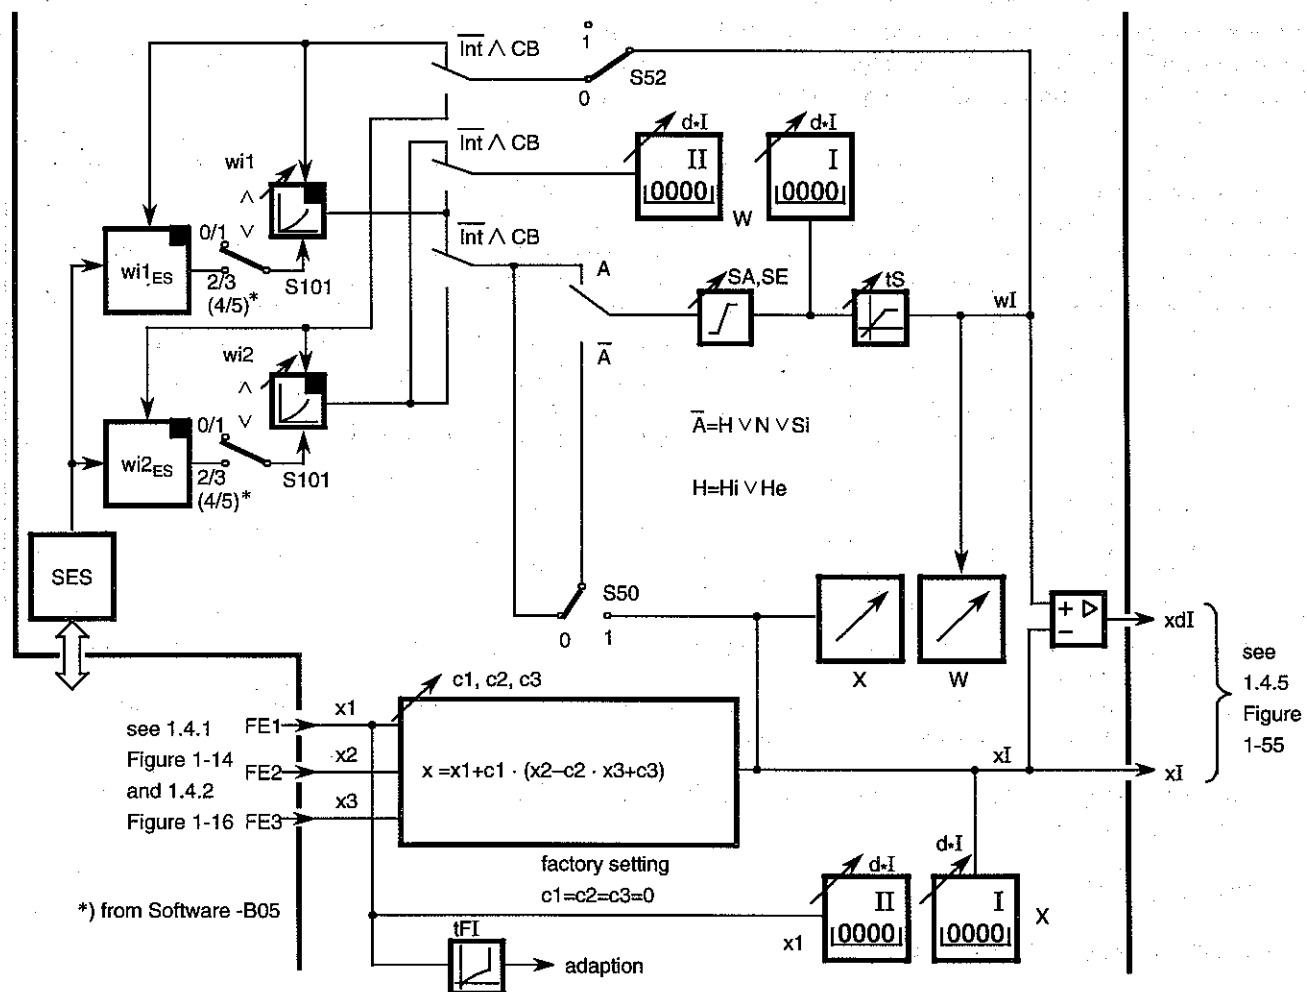 1
I̅n̅t̅ ∧ CB
S52
0
d*I
II
|0000|
d*I
I
|0000|
W
I̅n̅t̅ ∧ CB
wi1
∧
∨
I̅n̅t̅ ∧ CB
0/1
wi1ES
2/3
(4/5)*
S101
A
SA,SE
tS
wI
A̅
wi2
∧
∨
0/1
wi2ES
2/3
(4/5)*
S101
A̅=H ∨ N ∨ Si
H=Hi ∨ He
SES
S50
0
1
X
W
+
−
xdI
see
1.4.5
Figure
1-55
c1, c2, c3
see 1.4.1
Figure 1-14
and 1.4.2
Figure 1-16
FE1
FE2
FE3
x1
x2
x3
x =x1+c1 · (x2−c2 · x3+c3)
xI
xI
factory setting
c1=c2=c3=0
d*I
II
|0000|
x1
d*I
I
|0000|
X
*) from Software -B05
tFI
adaption